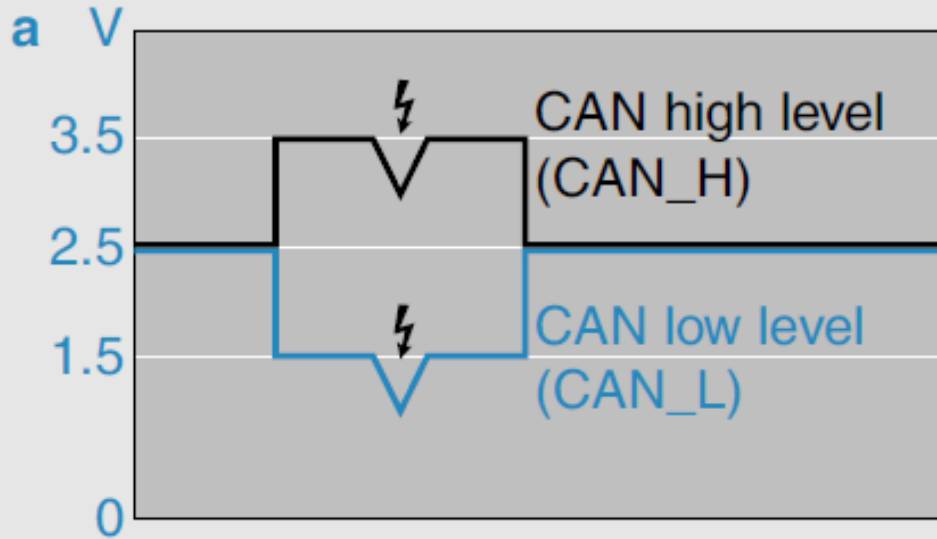 a V
3.5
2.5
1.5
0
CAN high level
(CAN_H)
CAN low level
(CAN_L)